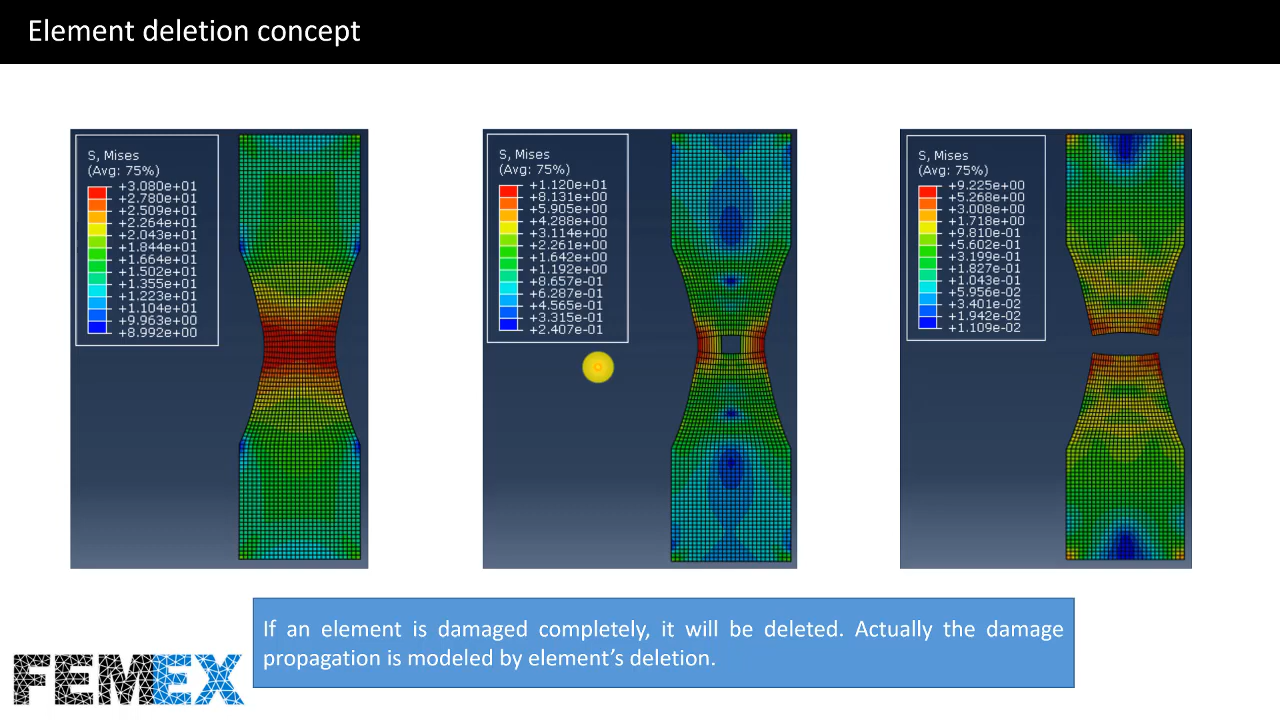 Element deletion concept
S, Mises
(Avg: 75%)
+3.080e+01
+2.780e+01
+2.509e+01
+2.264e+01
+2.043e+01
+1.844e+01
+1.664e+01
+1.502e+01
+1.355e+01
+1.223e+01
+1.104e+01
+9.963e+00
+8.992e+00
S, Mises
(Avg: 75%)
+1.120e+01
+8.131e+00
+5.905e+00
+4.288e+00
+3.114e+00
+2.261e+00
+1.642e+00
+1.192e+00
+8.657e-01
+6.287e-01
+4.565e-01
+3.315e-01
+2.407e-01
S, Mises
(Avg: 75%)
+9.225e+00
+5.268e+00
+3.008e+00
+1.718e+00
+9.810e-01
+5.602e-01
+3.199e-01
+1.827e-01
+1.043e-01
+5.956e-02
+3.401e-02
+1.942e-02
+1.109e-02
If an element is damaged completely, it will be deleted. Actually the damage
propagation is modeled by element's deletion.
FEMEX